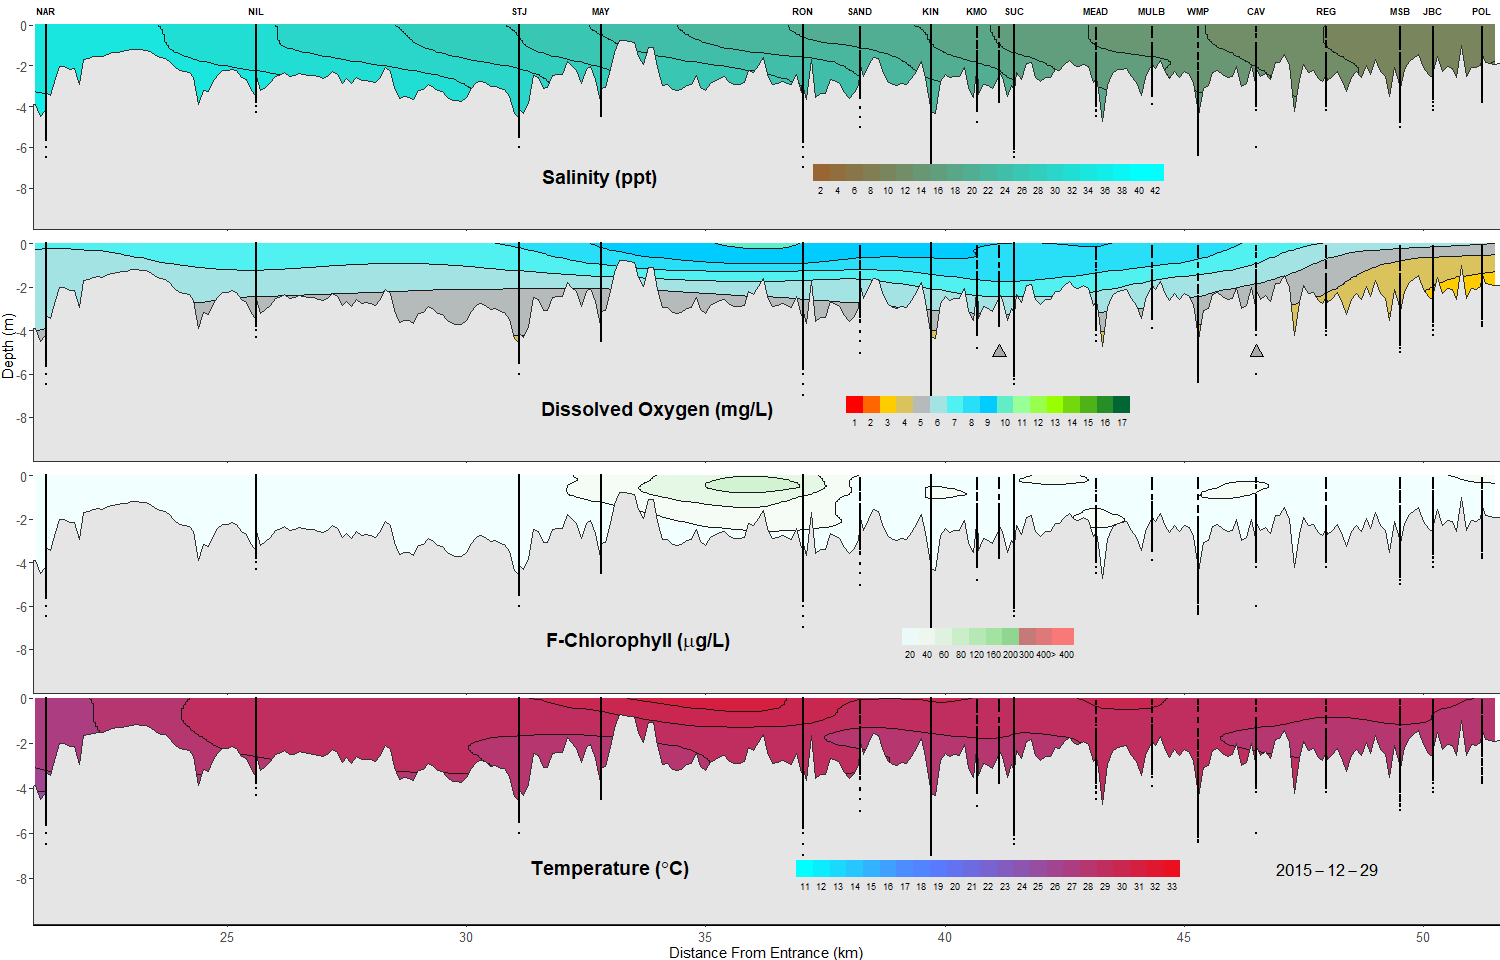 NAR NIL STJ MAY RON SAND KIN KMO SUC MEAD MULB WMP CAV REG MSB JBC POL
0
-2
-4
-6
-8
Salinity (ppt)
2 4 6 8 10 12 14 16 18 20 22 24 26 28 30 32 34 36 38 40 42
0
-2
-4
-6
-8
Depth (m)
Dissolved Oxygen (mg/L)
1 2 3 4 5 6 7 8 9 10 11 12 13 14 15 16 17
0
-2
-4
-6
-8
F-Chlorophyll (μg/L)
20 40 60 80 120 160 200 300 400> 400
0
-2
-4
-6
-8
Temperature (°C)
11 12 13 14 15 16 17 18 19 20 21 22 23 24 25 26 27 28 29 30 31 32 33
2015–12–29
25 30 35 40 45 50
Distance From Entrance (km)